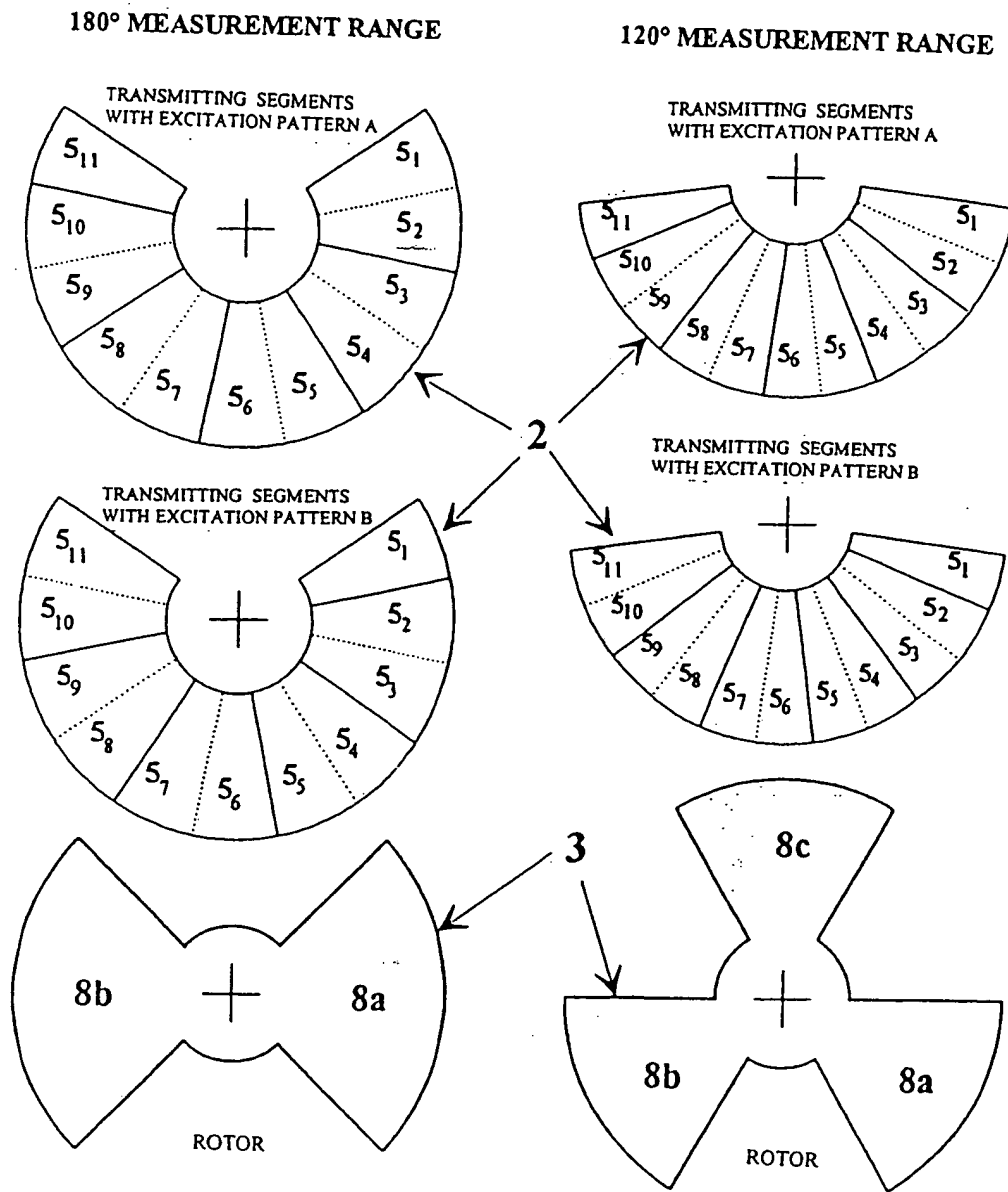 180° MEASUREMENT RANGE
120° MEASUREMENT RANGE
TRANSMITTING SEGMENTS
WITH EXCITATION PATTERN A
5₁₁
5₁
5₁₀
5₂
5₉
5₃
5₈
5₄
5₇
5₆
5₅
TRANSMITTING SEGMENTS
WITH EXCITATION PATTERN A
5₁₁
5₁
5₁₀
5₂
5₉
5₃
5₈
5₄
5₇
5₆
5₅
2
TRANSMITTING SEGMENTS
WITH EXCITATION PATTERN B
5₁₁
5₁
5₁₀
5₂
5₉
5₃
5₈
5₄
5₇
5₆
5₅
TRANSMITTING SEGMENTS
WITH EXCITATION PATTERN B
5₁₁
5₁
5₁₀
5₂
5₉
5₃
5₈
5₄
5₇
5₆
5₅
3
8b
8a
ROTOR
8c
8b
8a
ROTOR